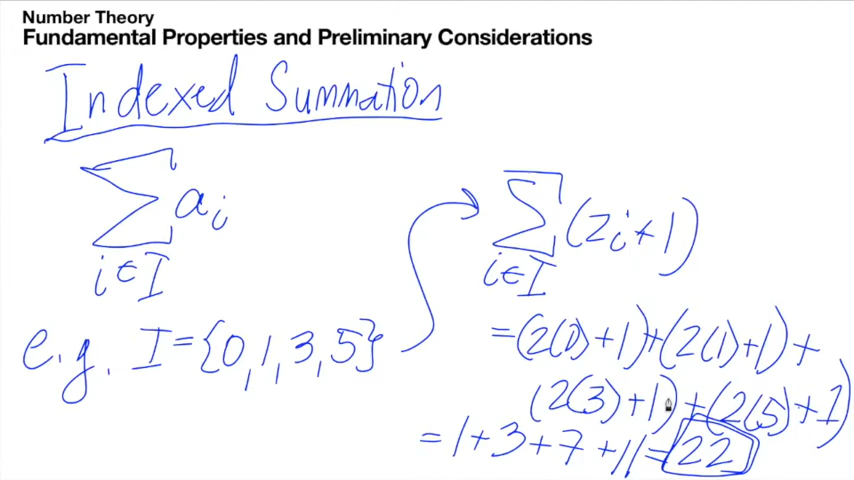 Number Theory
Fundamental Properties and Preliminary Considerations
Indexed Summation
∑ aᵢ
i∈I
e.g. I={0,1,3,5}
∑ (2i+1)
i∈I
=(2(0)+1)+(2(1)+1)+
(2(3)+1)+(2(5)+1)
=1+3+7+11=22